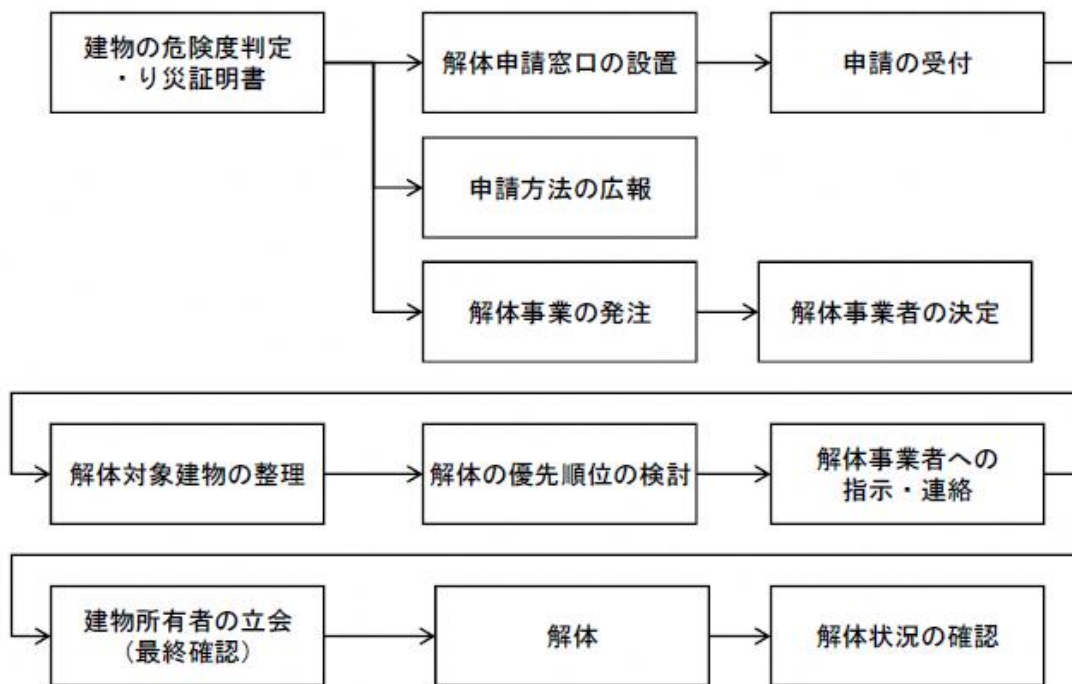 建物の危険度判定
・り災証明書
解体申請窓口の設置
申請の受付
申請方法の広報
解体事業の発注
解体事業者の決定
解体対象建物の整理
解体の優先順位の検討
解体事業者への
指示・連絡
建物所有者の立会
（最終確認）
解体
解体状況の確認